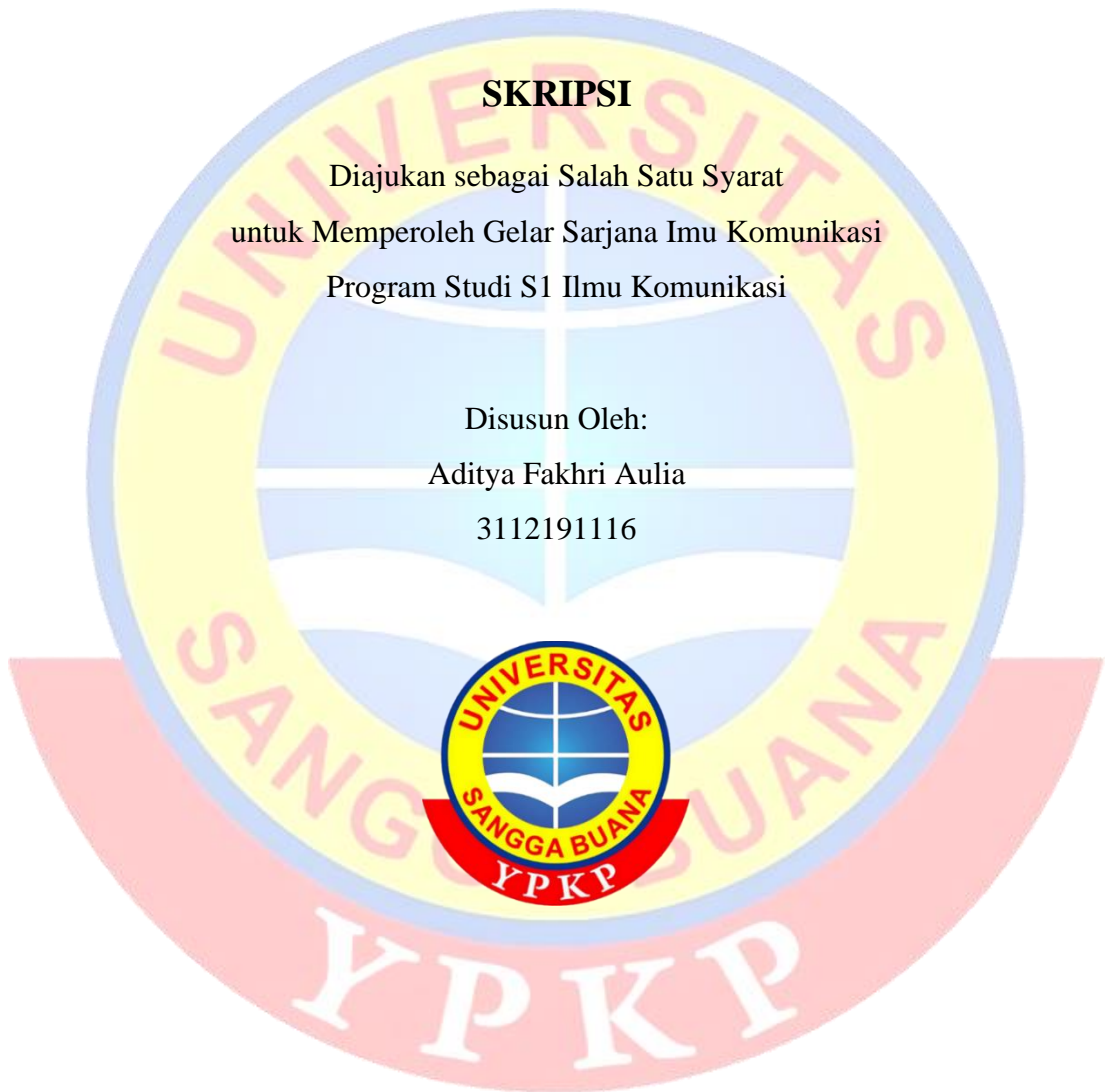 SKRIPSI
Diajukan sebagai Salah Satu Syarat
untuk Memperoleh Gelar Sarjana Imu Komunikasi
Program Studi S1 Ilmu Komunikasi
Disusun Oleh:
Aditya Fakhri Aulia
3112191116
UNIVERSITAS
SANGGA BUANA
YPKP
UNIVERSITAS
SANGGA BUANA
YPKP